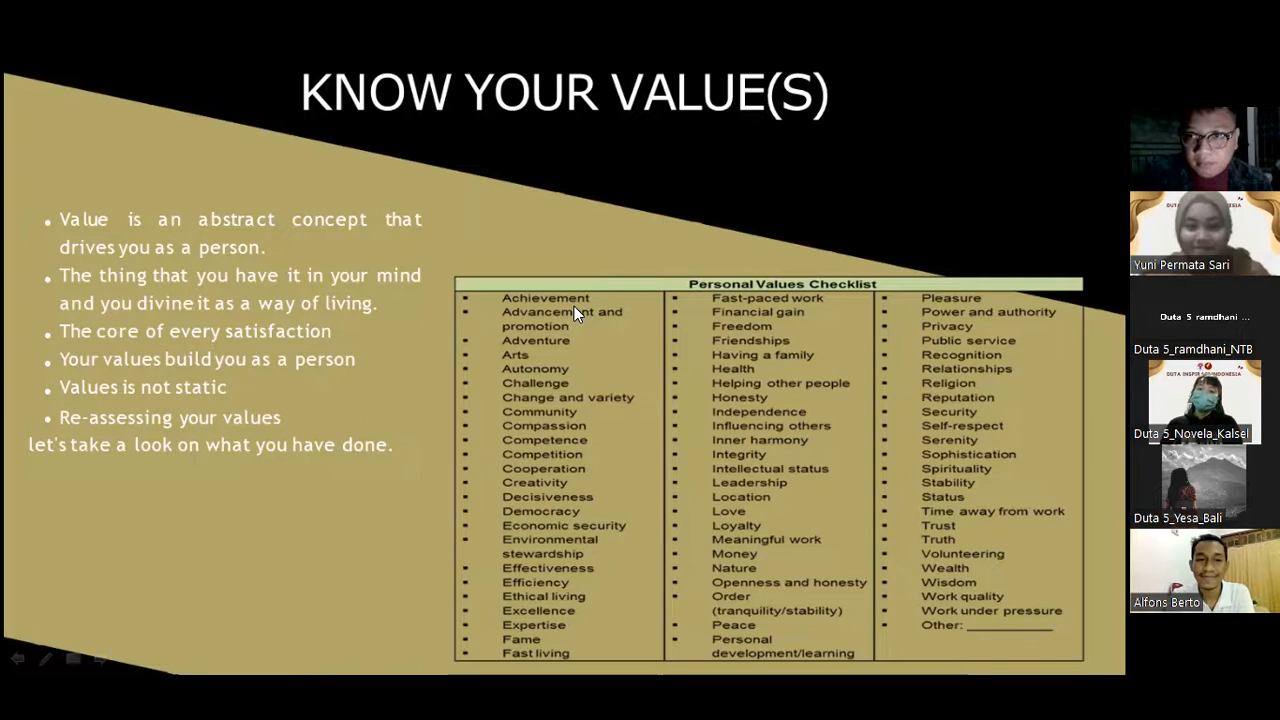 KNOW YOUR VALUE(S)
Value is an abstract concept that
drives you as a person.
The thing that you have it in your mind
and you divine it as a way of living.
The core of every satisfaction
Your values build you as a person
Values is not static
Re-assessing your values
let's take a look on what you have done.
Personal Values Checklist
Achievement
Advancement and
promotion
Adventure
Arts
Autonomy
Challenge
Change and variety
Community
Compassion
Competence
Competition
Cooperation
Creativity
Decisiveness
Democracy
Economic security
Environmental
stewardship
Effectiveness
Efficiency
Ethical living
Excellence
Expertise
Fame
Fast living
Fast-paced work
Financial gain
Freedom
Friendships
Having a family
Health
Helping other people
Honesty
Independence
Influencing others
Inner harmony
Integrity
Intellectual status
Leadership
Location
Love
Loyalty
Meaningful work
Money
Nature
Openness and honesty
Order
(tranquility/stability)
Peace
Personal
development/learning
Pleasure
Power and authority
Privacy
Public service
Recognition
Relationships
Religion
Reputation
Security
Self-respect
Serenity
Sophistication
Spirituality
Stability
Status
Time away from work
Trust
Truth
Volunteering
Wealth
Wisdom
Work quality
Work under pressure
Other: ____________
Yuni Permata Sari
Duta 5 ramdhani ...
Duta 5_ramdhani_NTB
DUTA INSPIRASI INDONESIA
Duta 5_Novela_Kalsel
Duta 5_Yesa_Bali
Alfons Berto